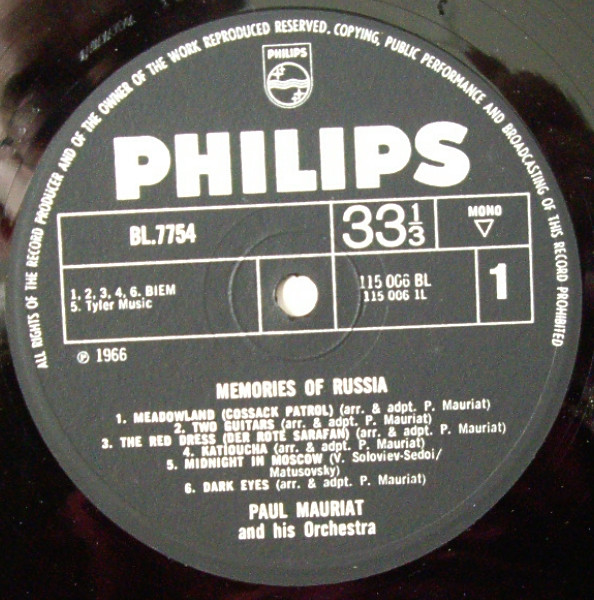 ALL RIGHTS OF THE RECORD PRODUCER AND OF THE OWNER OF THE WORK REPRODUCED RESERVED. COPYING, PUBLIC PERFORMANCE AND BROADCASTING OF THIS RECORD PROHIBITED
PHILIPS
PHILIPS
BL.7754
33⅓
MONO
1, 2, 3, 4, 6. BIEM
5. Tyler Music
115 006 BL
115 006 1L
1
℗ 1966
MEMORIES OF RUSSIA
1. MEADOWLAND (COSSACK PATROL) (arr. & adpt. P. Mauriat)
2. TWO GUITARS (arr. & adpt. P. Mauriat)
3. THE RED DRESS (DER ROTE SARAFAN) (arr. & adpt. P. Mauriat)
4. KATIOUCHA (arr. & adpt. P. Mauriat)
5. MIDNIGHT IN MOSCOW (V. Soloviev-Sedoi/
Matusovsky)
6. DARK EYES (arr. & adpt. P. Mauriat)
PAUL MAURIAT
and his Orchestra